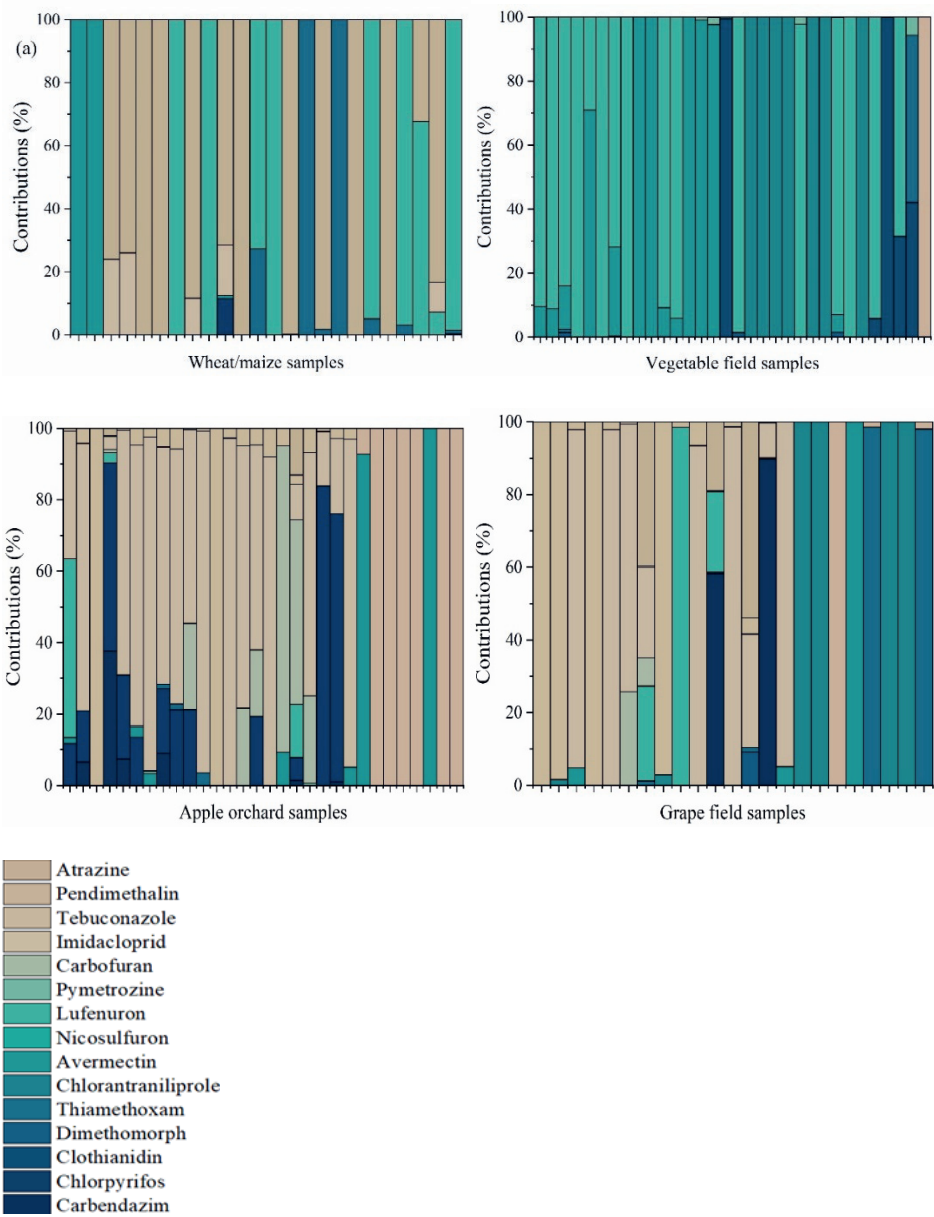 (a)
Contributions (%)
100
80
60
40
20
0
Wheat/maize samples
Contributions (%)
100
80
60
40
20
0
Vegetable field samples
Contributions (%)
100
80
60
40
20
0
Apple orchard samples
Contributions (%)
100
80
60
40
20
0
Grape field samples
Atrazine
Pendimethalin
Tebuconazole
Imidacloprid
Carbofuran
Pymetrozine
Lufenuron
Nicosulfuron
Avermectin
Chlorantraniliprole
Thiamethoxam
Dimethomorph
Clothianidin
Chlorpyrifos
Carbendazim